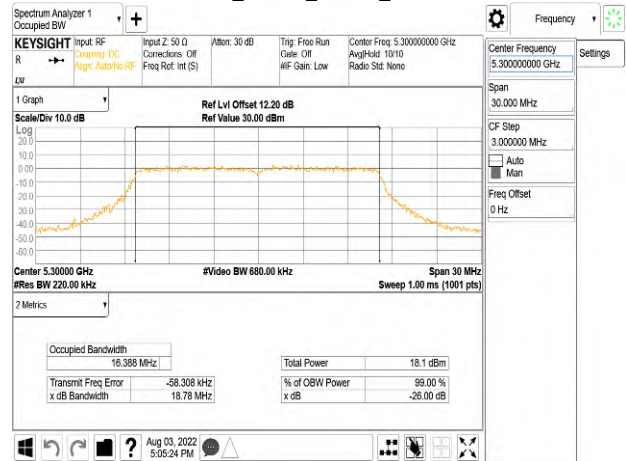 Spectrum Analyzer 1
Occupied BW
+
Frequency
KEYSIGHT
R
Input: RF
Coupling: DC
Align: Auto/No RF
Input Z: 50 Ω
Corrections: Off
Freq Ref: Int (S)
Atten: 30 dB
Trig: Free Run
Gate: Off
#IF Gain: Low
Center Freq: 5.300000000 GHz
Avg|Hold: 10/10
Radio Std: None
Center Frequency
5.300000000 GHz
Settings
Span
30.000 MHz
CF Step
3.000000 MHz
Auto
Man
Freq Offset
0 Hz
1 Graph
Scale/Div 10.0 dB
Ref Lvl Offset 12.20 dB
Ref Value 30.00 dBm
Log
20.0
10.0
0.00
-10.0
-20.0
-30.0
-40.0
-50.0
-60.0
Center 5.30000 GHz
#Res BW 220.00 kHz
#Video BW 680.00 kHz
Span 30 MHz
Sweep 1.00 ms (1001 pts)
2 Metrics
Occupied Bandwidth
16.388 MHz
Total Power 18.1 dBm
Transmit Freq Error -58.308 kHz
% of OBW Power 99.00 %
x dB Bandwidth 18.78 MHz
x dB -26.00 dB
?
Aug 03, 2022
5:05:24 PM